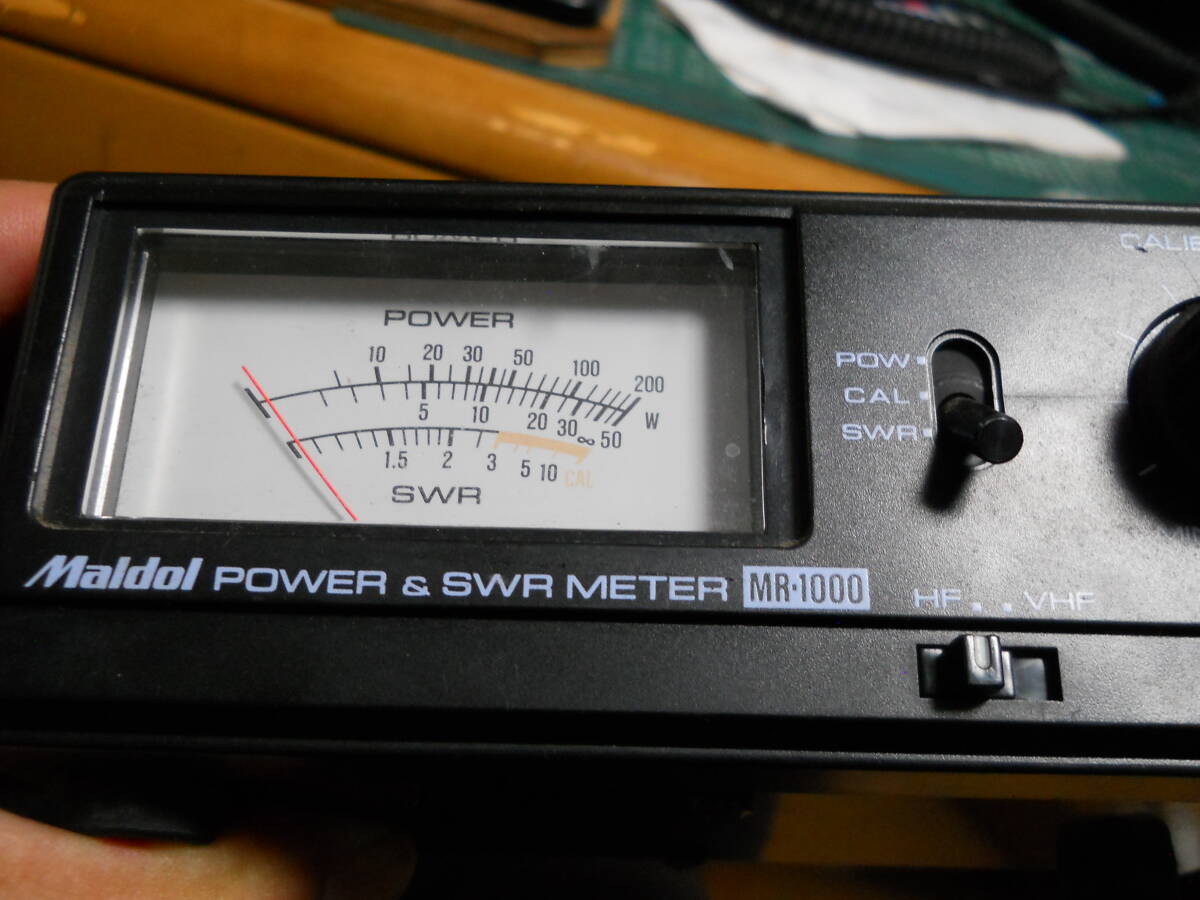 POWER
10 20 30 50 100 200
5 10 20 30 50 W
∞
1.5 2 3 5 10 CAL
SWR
POW
CAL
SWR
Maldol POWER & SWR METER MR·1000
HF VHF